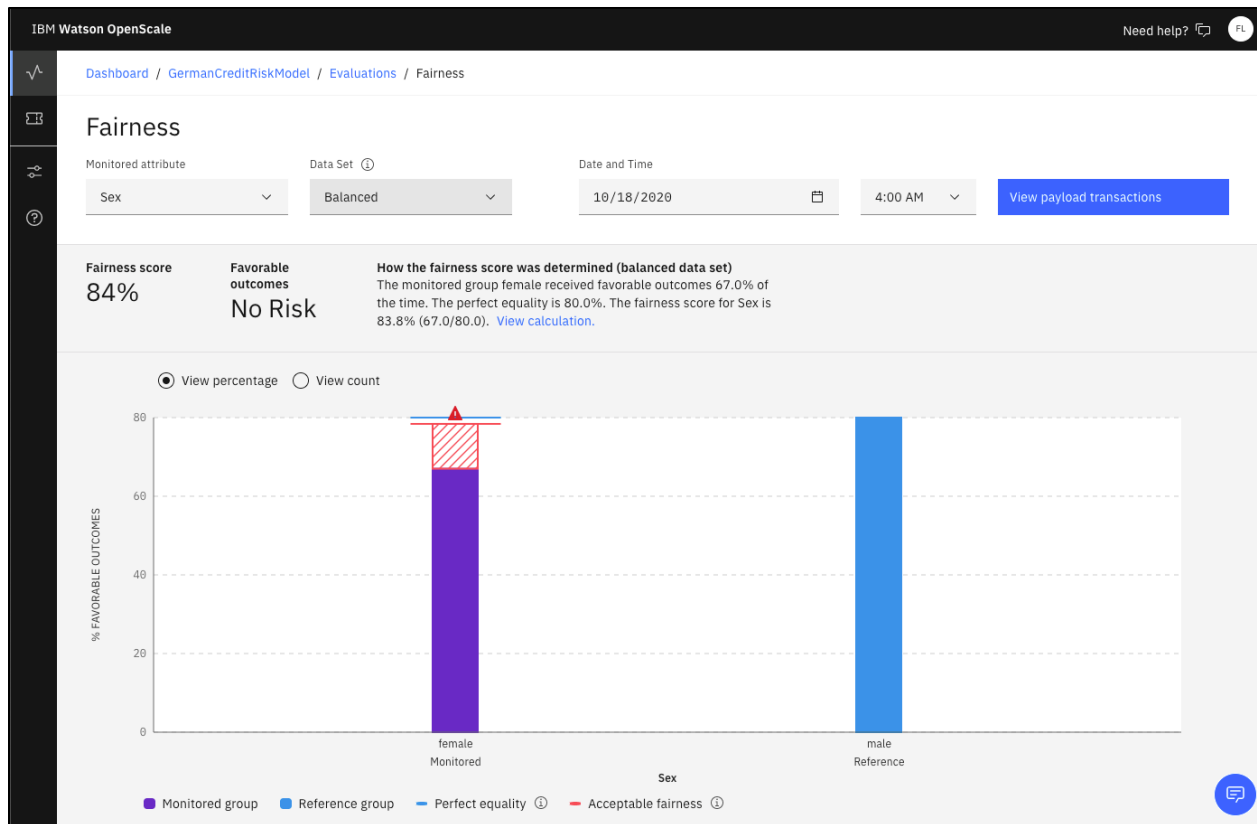 IBM Watson OpenScale
Need help?
FL
Dashboard / GermanCreditRiskModel / Evaluations / Fairness
Fairness
Monitored attribute
Data Set
Date and Time
Sex
Balanced
10/18/2020
4:00 AM
View payload transactions
Fairness score
84%
Favorable
outcomes
No Risk
How the fairness score was determined (balanced data set)
The monitored group female received favorable outcomes 67.0% of
the time. The perfect equality is 80.0%. The fairness score for Sex is
83.8% (67.0/80.0). View calculation.
View percentage
View count
80
60
40
20
0
% FAVORABLE OUTCOMES
female
Monitored
male
Reference
Sex
Monitored group
Reference group
Perfect equality
Acceptable fairness